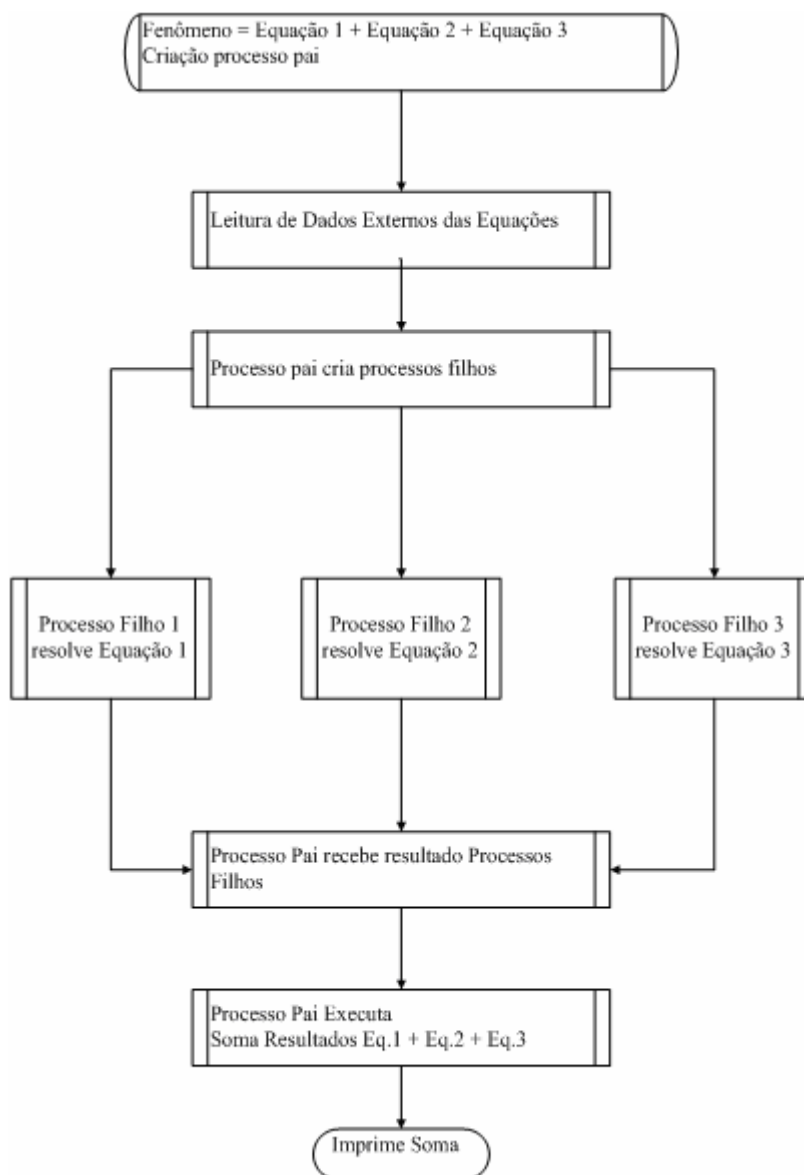 Fenômeno = Equação 1 + Equação 2 + Equação 3
Criação processo pai
Leitura de Dados Externos das Equações
Processo pai cria processos filhos
Processo Filho 1
resolve Equação 1
Processo Filho 2
resolve Equação 2
Processo Filho 3
resolve Equação 3
Processo Pai recebe resultado Processos
Filhos
Processo Pai Executa
Soma Resultados Eq.1 + Eq.2 + Eq.3
Imprime Soma